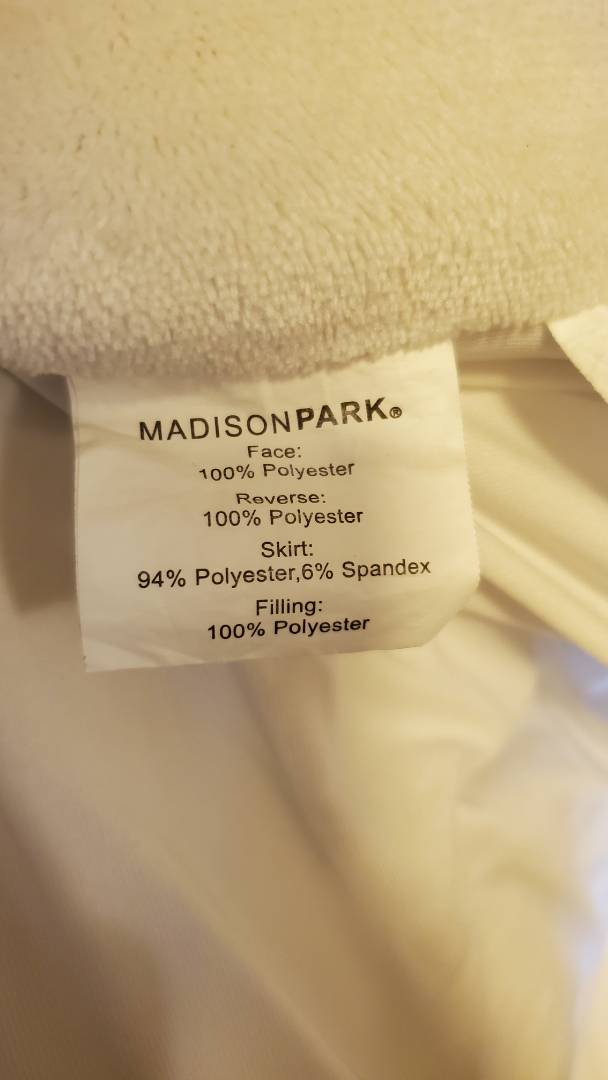 MADISONPARK®
Face:
100% Polyester
Reverse:
100% Polyester
Skirt:
94% Polyester,6% Spandex
Filling:
100% Polyester